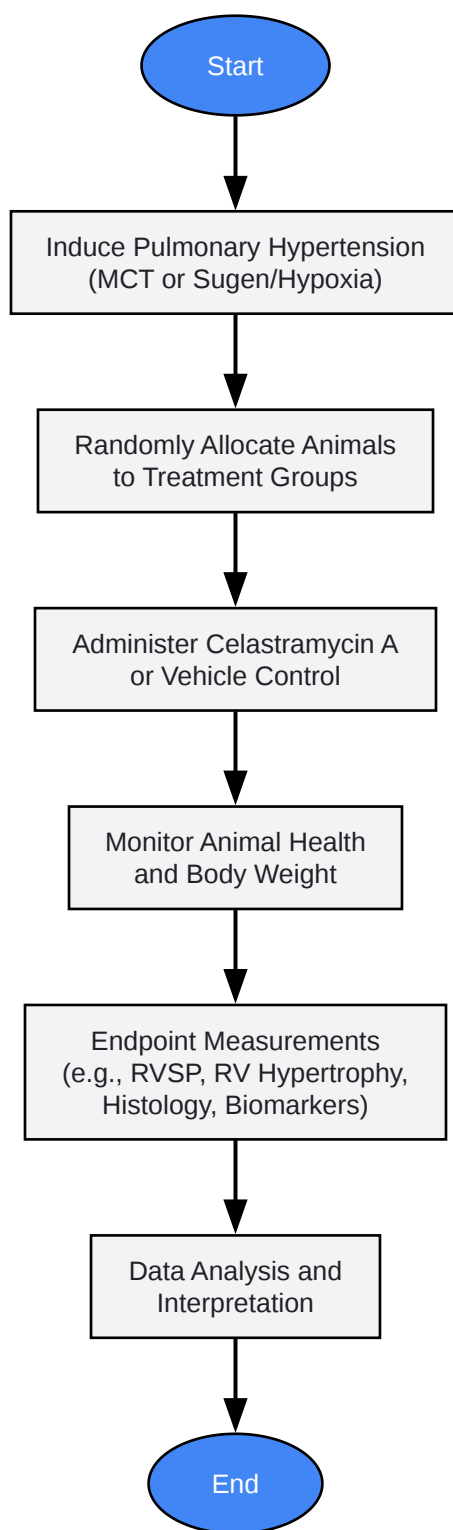 Start
Induce Pulmonary Hypertension
(MCT or Sugen/Hypoxia)
Randomly Allocate Animals
to Treatment Groups
Administer Celastramycin A
or Vehicle Control
Monitor Animal Health
and Body Weight
Endpoint Measurements
(e.g., RVSP, RV Hypertrophy,
Histology, Biomarkers)
Data Analysis and
Interpretation
End